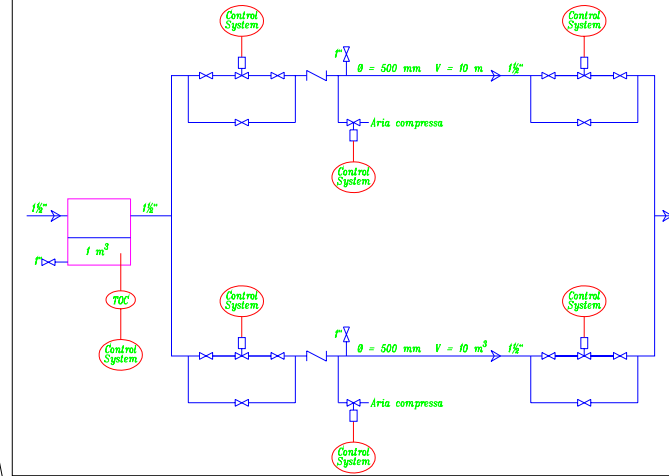 Control
System
Control
System
1"
Ø = 500 mm V = 10 m
1½"
Aria compressa
Control
System
1½"
1½"
1 m³
1"
TOC
Control
System
Control
System
Control
System
1"
Ø = 500 mm V = 10 m³
1½"
Aria compressa
Control
System